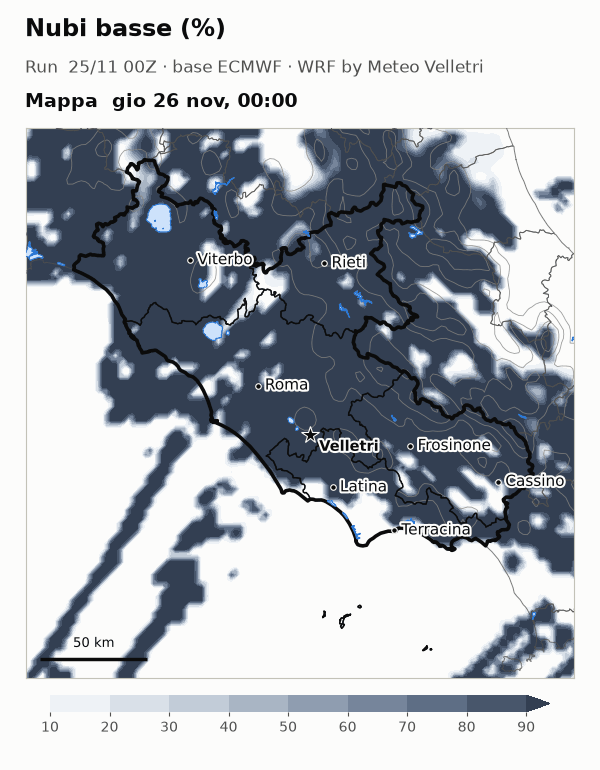 Nubi basse (%)
Run 25/11 00Z · base ECMWF · WRF by Meteo Velletri
Mappa gio 26 nov, 00:00
Viterbo
Rieti
Roma
Velletri
Frosinone
Latina
Cassino
Terracina
50 km
10 20 30 40 50 60 70 80 90